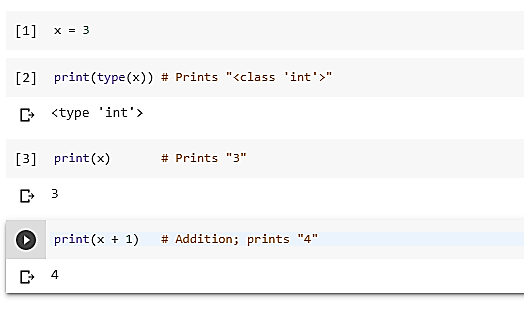 [1] x = 3
[2] print(type(x)) # Prints "<class 'int'>"
<type 'int'>
[3] print(x) # Prints "3"
3
print(x + 1) # Addition; prints "4"
4